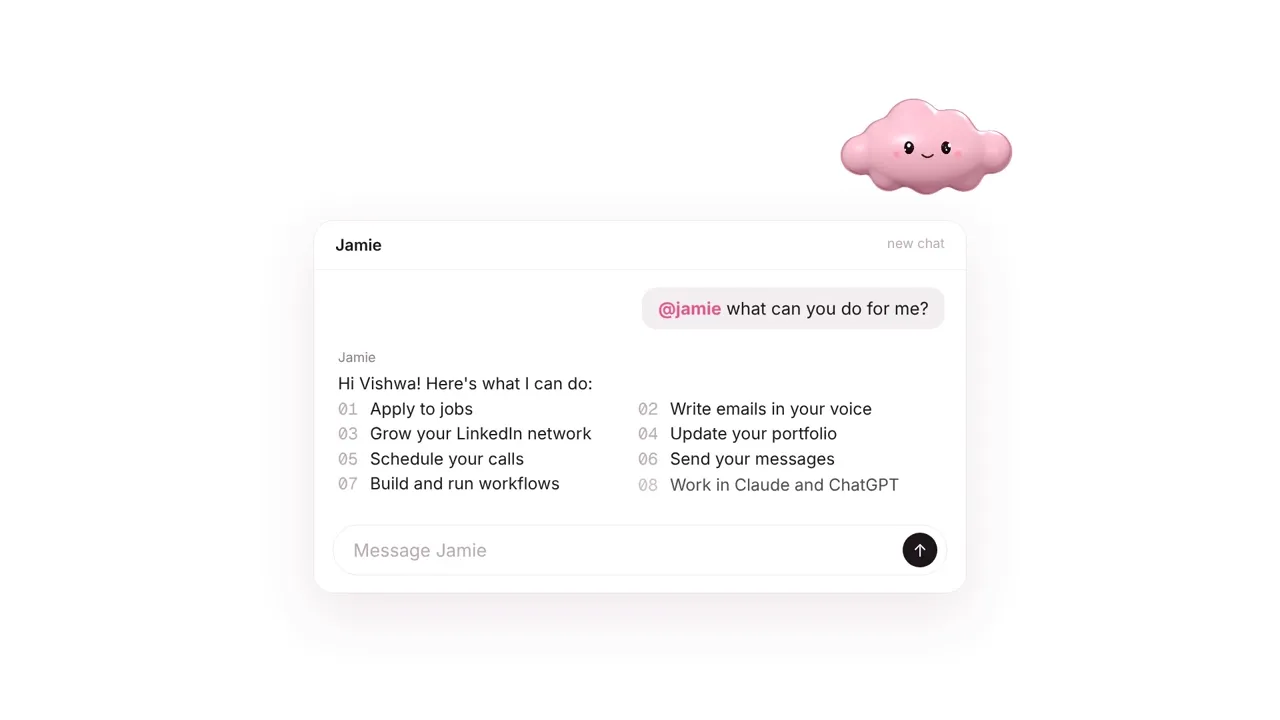 Jamie
new chat
@jamie what can you do for me?
Jamie
Hi Vishwa! Here's what I can do:
01 Apply to jobs
02 Write emails in your voice
03 Grow your LinkedIn network
04 Update your portfolio
05 Schedule your calls
06 Send your messages
07 Build and run workflows
08 Work in Claude and ChatGPT
Message Jamie